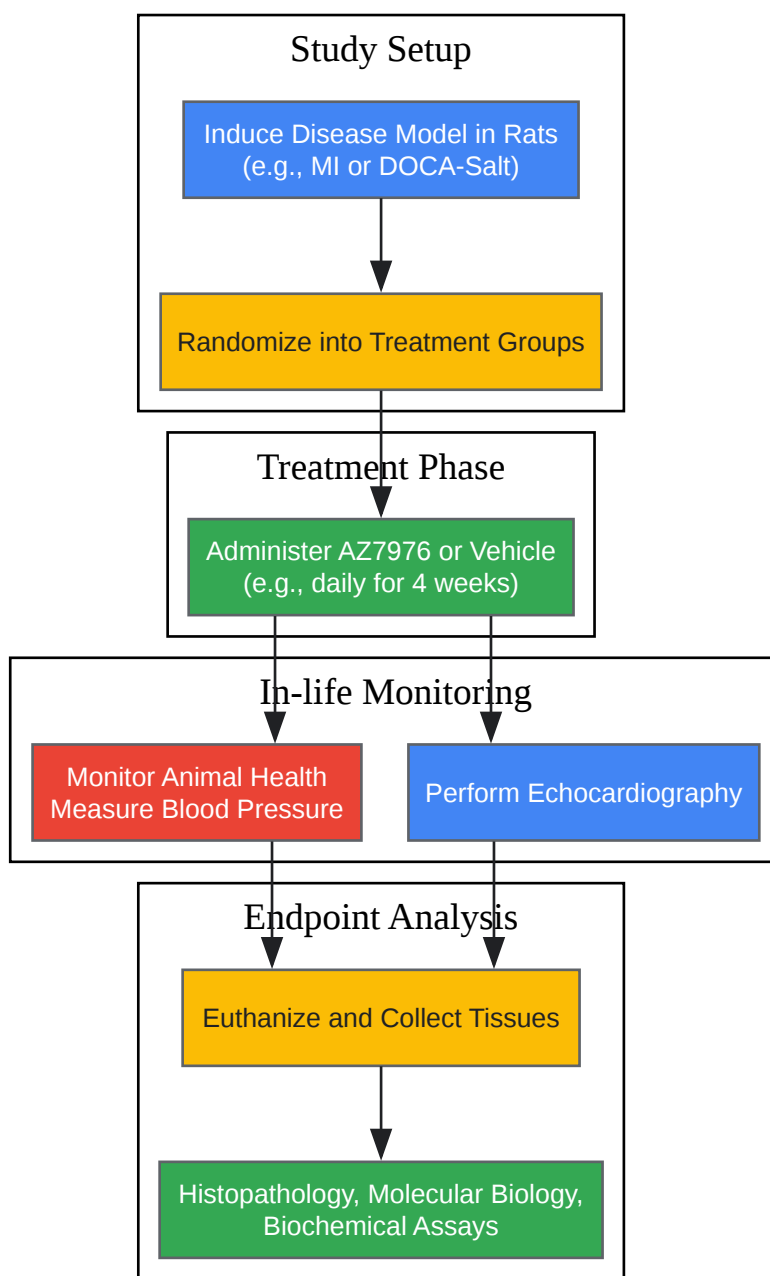 Study Setup
Induce Disease Model in Rats
(e.g., MI or DOCA-Salt)
Randomize into Treatment Groups
Treatment Phase
Administer AZ7976 or Vehicle
(e.g., daily for 4 weeks)
In-life Monitoring
Monitor Animal Health
Measure Blood Pressure
Perform Echocardiography
Endpoint Analysis
Euthanize and Collect Tissues
Histopathology, Molecular Biology,
Biochemical Assays